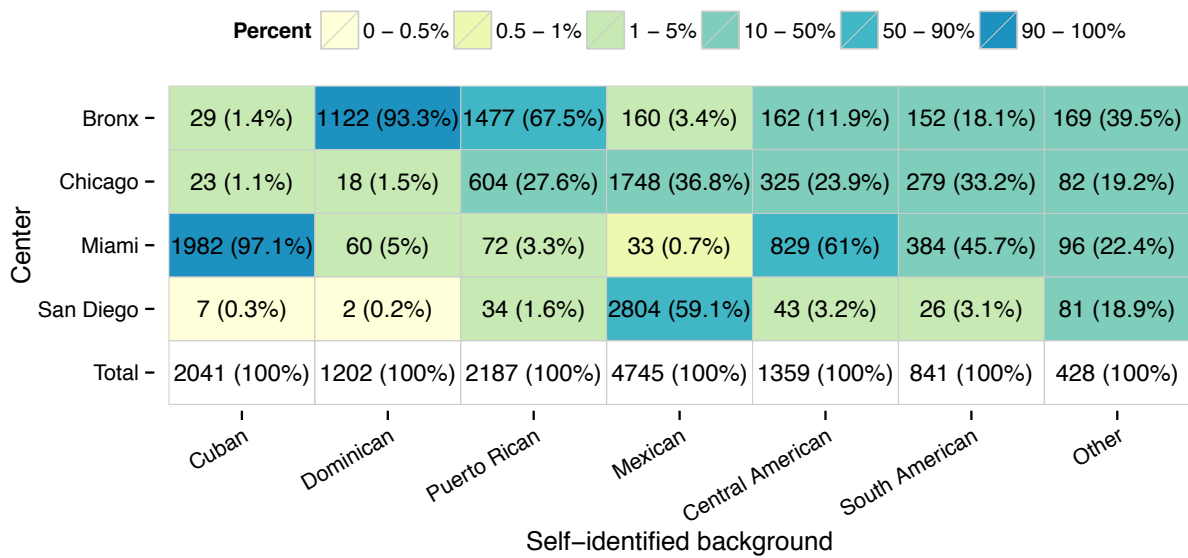 Percent 0 – 0.5% 0.5 – 1% 1 – 5% 10 – 50% 50 – 90% 90 – 100%
Bronx 29 (1.4%) 1122 (93.3%) 1477 (67.5%) 160 (3.4%) 162 (11.9%) 152 (18.1%) 169 (39.5%)
Chicago 23 (1.1%) 18 (1.5%) 604 (27.6%) 1748 (36.8%) 325 (23.9%) 279 (33.2%) 82 (19.2%)
Miami 1982 (97.1%) 60 (5%) 72 (3.3%) 33 (0.7%) 829 (61%) 384 (45.7%) 96 (22.4%)
San Diego 7 (0.3%) 2 (0.2%) 34 (1.6%) 2804 (59.1%) 43 (3.2%) 26 (3.1%) 81 (18.9%)
Total 2041 (100%) 1202 (100%) 2187 (100%) 4745 (100%) 1359 (100%) 841 (100%) 428 (100%)
Center
Cuban Dominican Puerto Rican Mexican Central American South American Other
Self−identified background